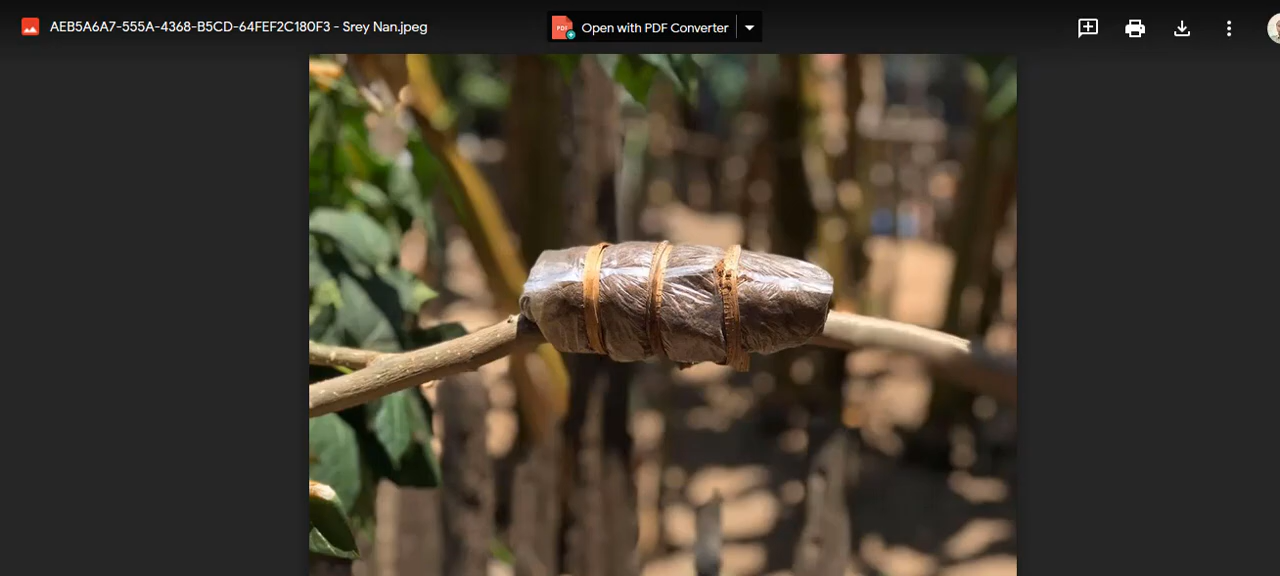 AEB5A6A7-555A-4368-B5CD-64FEF2C180F3 - Srey Nan.jpeg
PDF
Open with PDF Converter